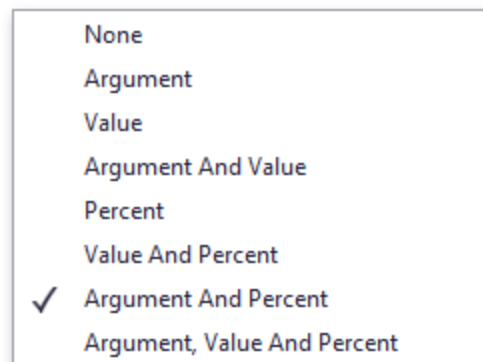 None
Argument
Value
Argument And Value
Percent
Value And Percent
Argument And Percent
Argument, Value And Percent